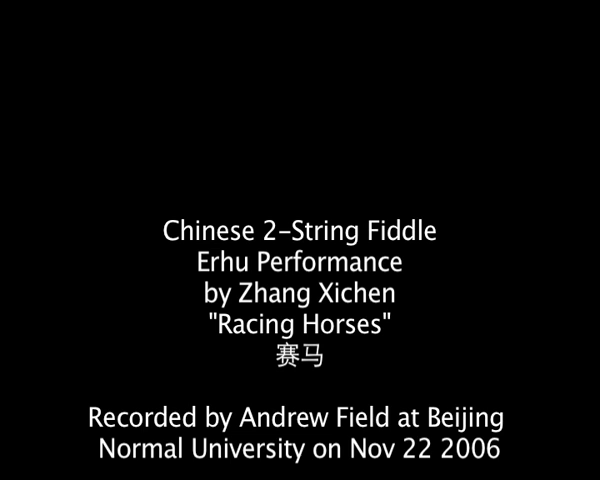 Chinese 2-String Fiddle
Erhu Performance
by Zhang Xichen
"Racing Horses"
赛马
Recorded by Andrew Field at Beijing
Normal University on Nov 22 2006